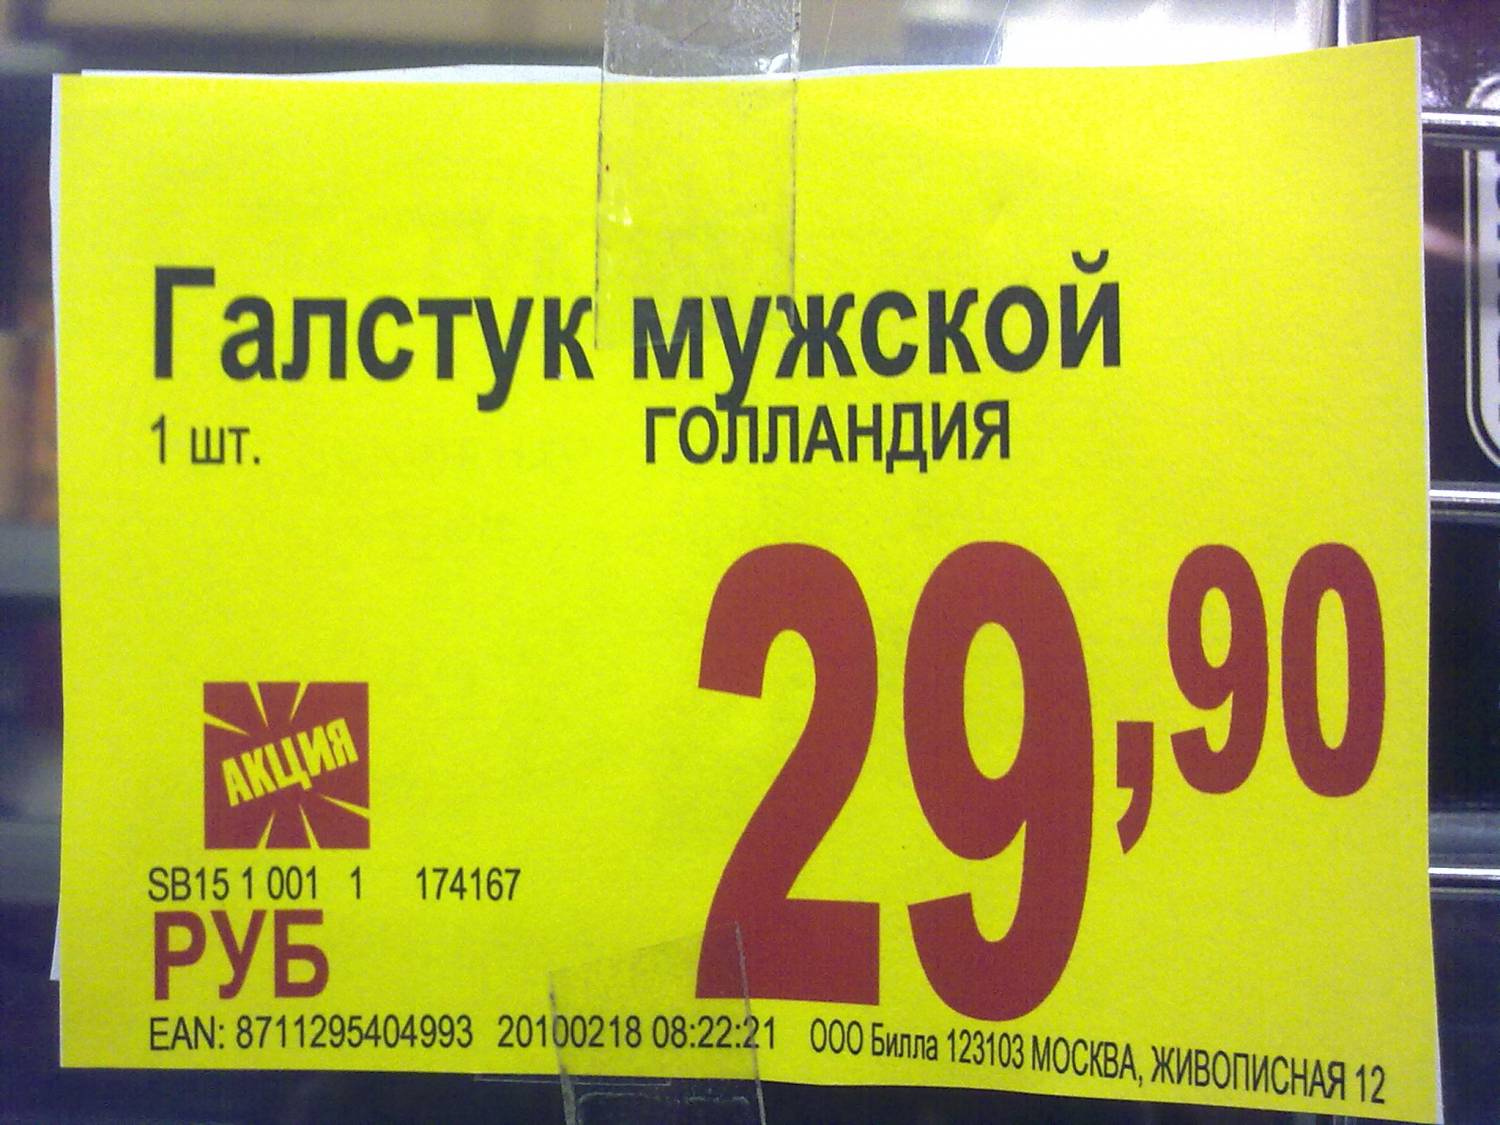 Галстук мужской
1 шт. ГОЛЛАНДИЯ
29,90
АКЦИЯ
SB15 1 001 1 174167
РУБ
EAN: 8711295404993 20100218 08:22:21 ООО Билла 123103 МОСКВА, ЖИВОПИСНАЯ 12